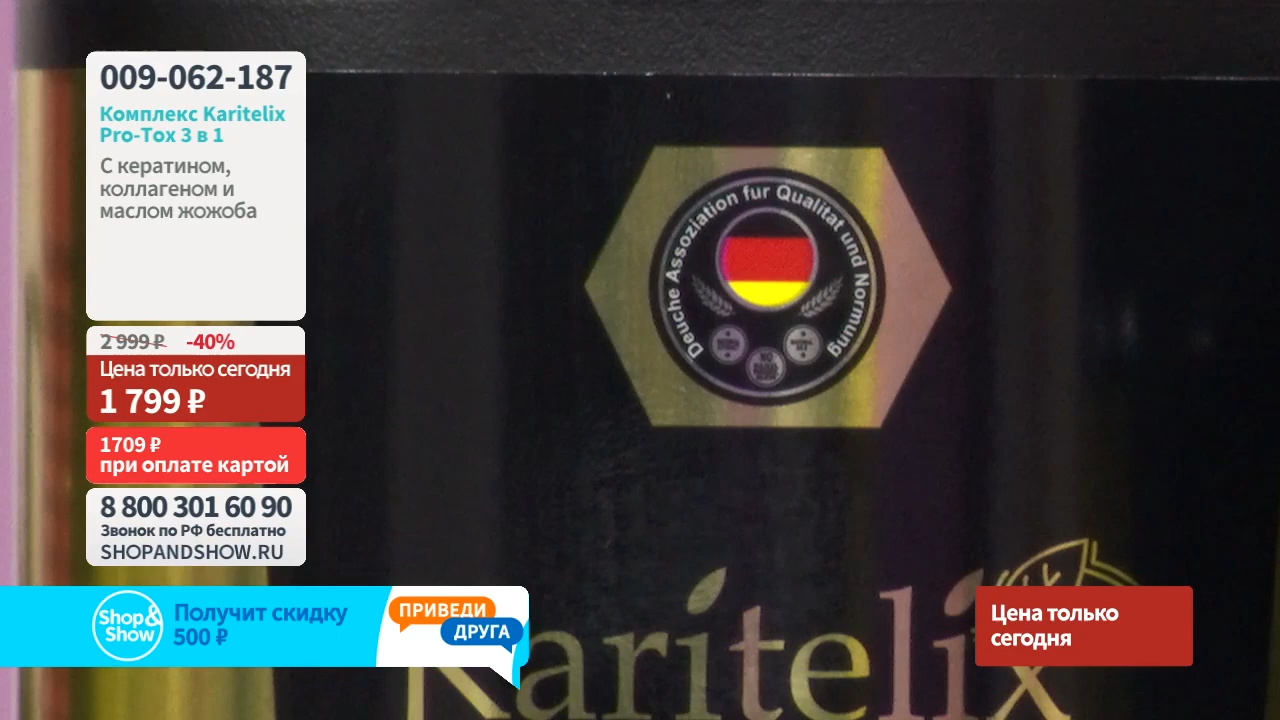 009-062-187
Комплекс Karitelix
Pro-Tox 3 в 1
С кератином,
коллагеном и
маслом жожоба
2 999 ₽ -40%
Цена только сегодня
1 799 ₽
1709 ₽
при оплате картой
8 800 301 60 90
Звонок по РФ бесплатно
SHOPANDSHOW.RU
Shop&
Show
Получит скидку
500 ₽
ПРИВЕДИ
ДРУГА
Цена только
сегодня
Deuche Assoziation fur Qualitat und Normung
NO
Karitelix